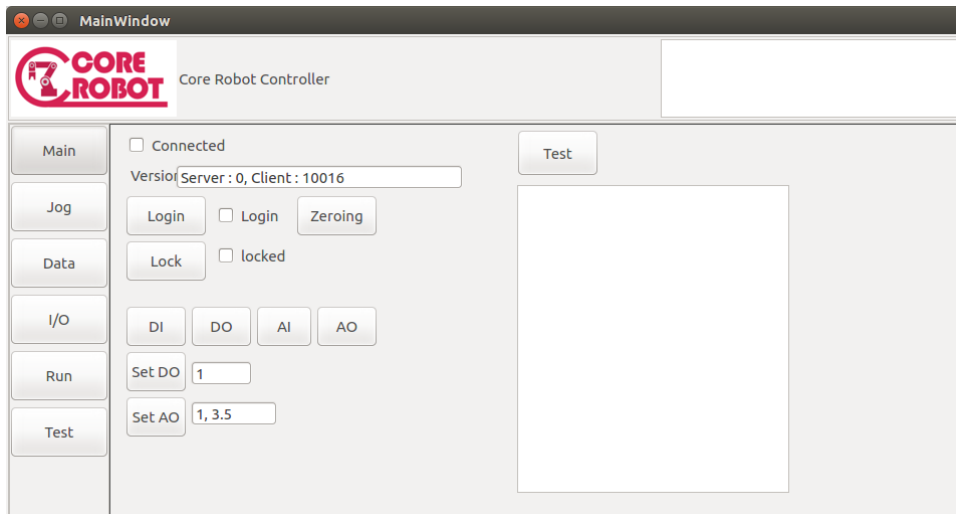 MainWindow
CORE
ROBOT
Core Robot Controller
Main
Jog
Data
I/O
Run
Test
Connected
Version
Server : 0, Client : 10016
Login
Login
Zeroing
Lock
locked
DI
DO
AI
AO
Set DO
1
Set AO
1, 3.5
Test